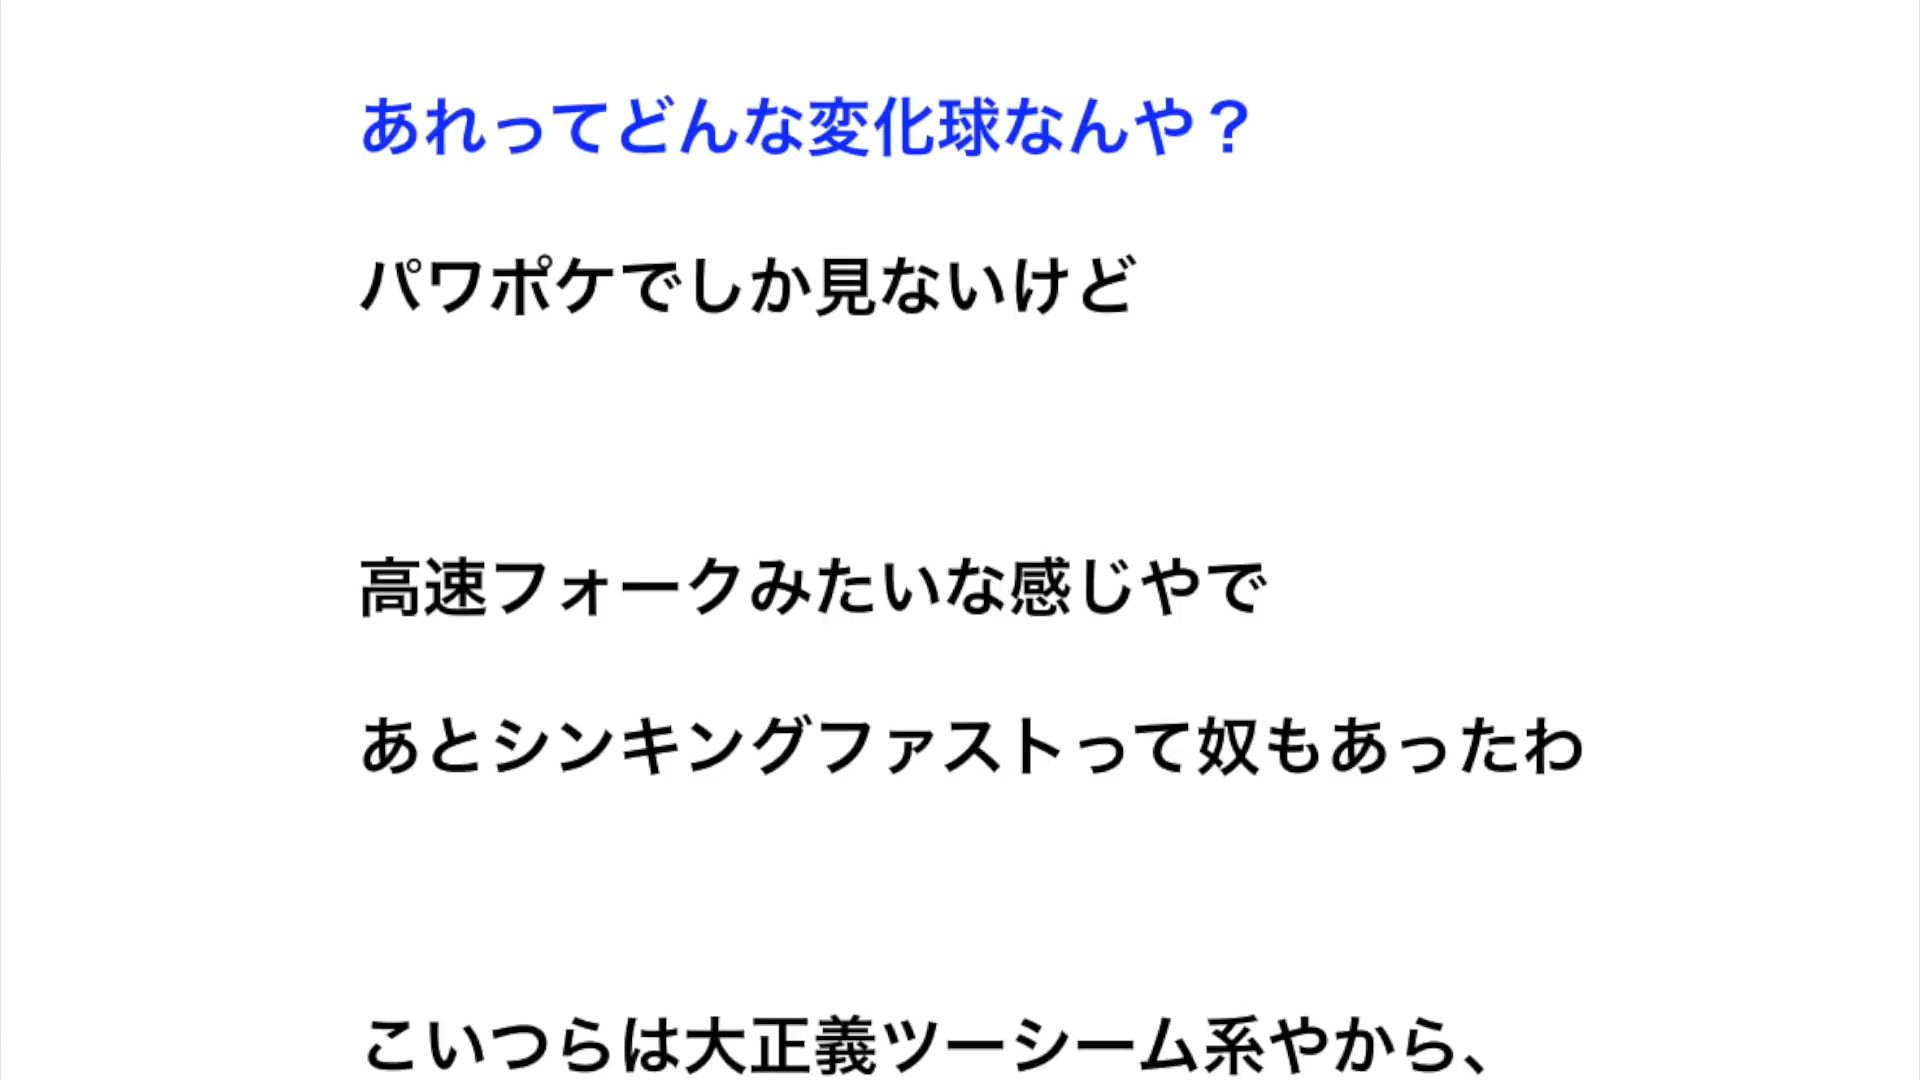 あれってどんな変化球なんや？
パワポケでしか見ないけど
高速フォークみたいな感じやで
あとシンキングファストって奴もあったわ
こいつらは大正義ツーシーム系やから、